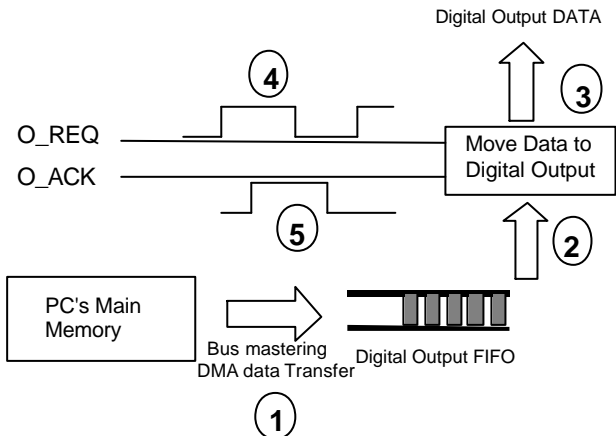 Digital Output DATA
4
3
O_REQ
Move Data to
Digital Output
O_ACK
5
2
PC's Main
Memory
Bus mastering
DMA data Transfer
Digital Output FIFO
1